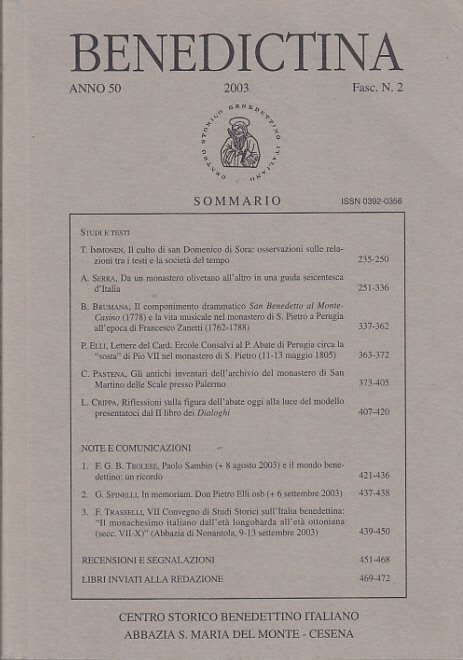 BENEDICTINA
ANNO 50 2003 Fasc. N. 2
CENTRO STORICO BENEDETTINO ITALIANO
SOMMARIO ISSN 0392-0356
STUDI E TESTI
T. IMMONEN, Il culto di san Domenico di Sora: osservazioni sulle rela-
zioni tra i testi e la società del tempo 235-250
A. SERRA, Da un monastero olivetano all'altro in una guida seicentesca
d'Italia 251-336
B. BRUMANA, Il componimento drammatico San Benedetto al Monte-
Casino (1778) e la vita musicale nel monastero di S. Pietro a Perugia
all'epoca di Francesco Zanetti (1762-1788) 337-362
P. ELLI, Lettere del Card. Ercole Consalvi al P. Abate di Perugia circa la
"sosta" di Pio VII nel monastero di S. Pietro (11-13 maggio 1805) 363-372
C. PASTENA, Gli antichi inventari dell'archivio del monastero di San
Martino delle Scale presso Palermo 373-405
L. CRIPPA, Riflessioni sulla figura dell'abate oggi alla luce del modello
presentatoci dal II libro dei Dialoghi 407-420
NOTE E COMUNICAZIONI
1. F. G. B. TROLESE, Paolo Sambin (+ 8 agosto 2003) e il mondo bene-
dettino: un ricordo 421-436
2. G. SPINELLI, In memoriam. Don Pietro Elli osb (+ 6 settembre 2003) 437-438
3. F. TRASSELLI, VII Convegno di Studi Storici sull'Italia benedettina:
"Il monachesimo italiano dall'età longobarda all'età ottoniana
(secc. VII-X)" (Abbazia di Nonantola, 9-13 settembre 2003) 439-450
RECENSIONI E SEGNALAZIONI 451-468
LIBRI INVIATI ALLA REDAZIONE 469-472
CENTRO STORICO BENEDETTINO ITALIANO
ABBAZIA S. MARIA DEL MONTE - CESENA